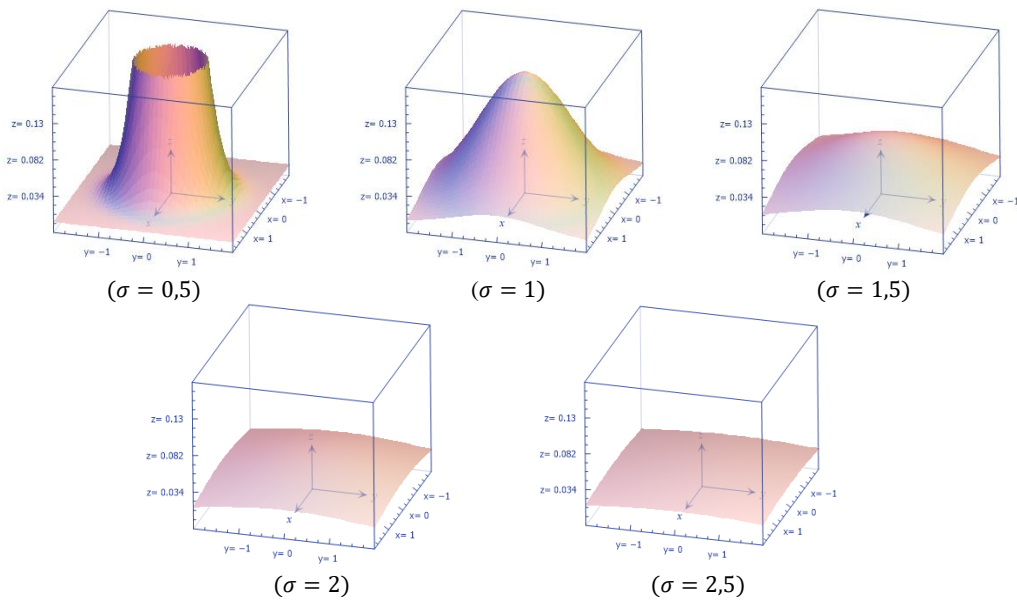 z= 0.13
z= 0.082
z= 0.034
z
x
y= −1
y= 0
y= 1
x= −1
x= 0
x= 1
(σ = 0,5)
z= 0.13
z= 0.082
z= 0.034
z
x
y= −1
y= 0
y= 1
x= −1
x= 0
x= 1
(σ = 1)
z= 0.13
z= 0.082
z= 0.034
z
x
y= −1
y= 0
y= 1
x= −1
x= 0
x= 1
(σ = 1,5)
z= 0.13
z= 0.082
z= 0.034
z
x
y= −1
y= 0
y= 1
x= −1
x= 0
x= 1
(σ = 2)
z= 0.13
z= 0.082
z= 0.034
z
x
y= −1
y= 0
y= 1
x= −1
x= 0
x= 1
(σ = 2,5)